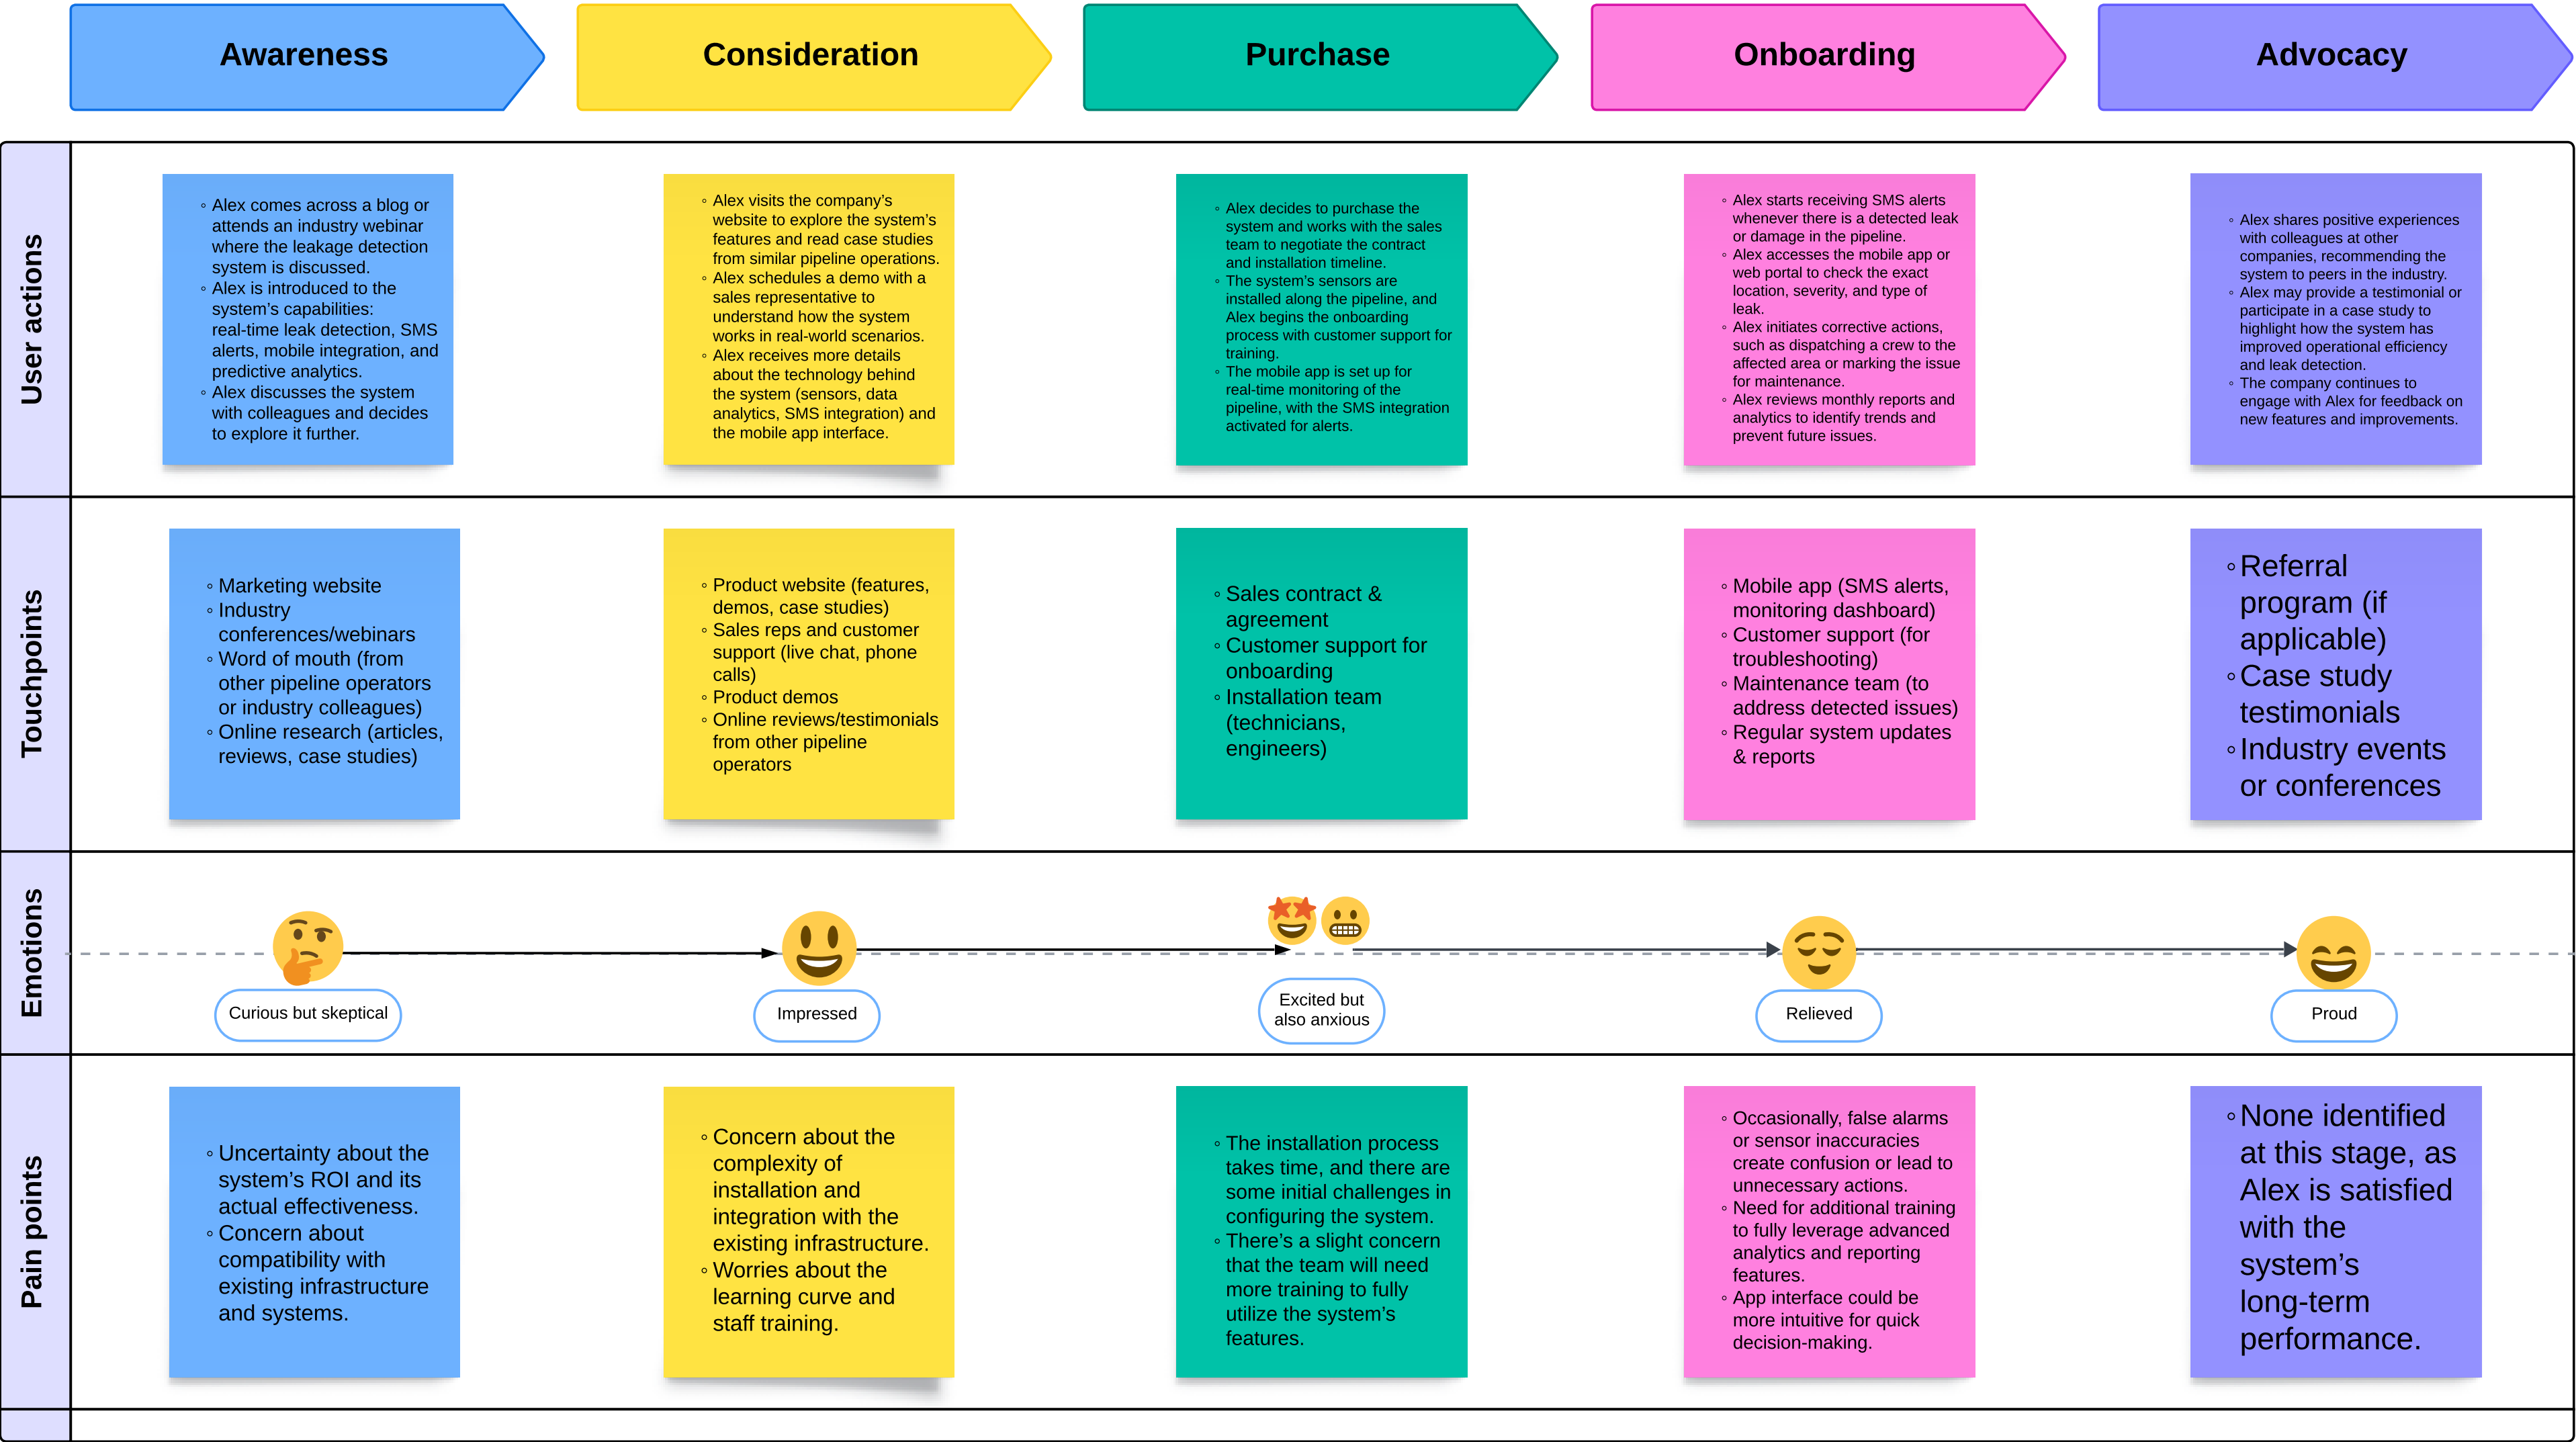 Awareness
Consideration
Purchase
Onboarding
Advocacy
User actions
◦ Alex comes across a blog or
attends an industry webinar
where the leakage detection
system is discussed.
◦ Alex is introduced to the
system’s capabilities:
real-time leak detection, SMS
alerts, mobile integration, and
predictive analytics.
◦ Alex discusses the system
with colleagues and decides
to explore it further.
◦ Alex visits the company’s
website to explore the system’s
features and read case studies
from similar pipeline operations.
◦ Alex schedules a demo with a
sales representative to
understand how the system
works in real-world scenarios.
◦ Alex receives more details
about the technology behind
the system (sensors, data
analytics, SMS integration) and
the mobile app interface.
◦ Alex decides to purchase the
system and works with the sales
team to negotiate the contract
and installation timeline.
◦ The system’s sensors are
installed along the pipeline, and
Alex begins the onboarding
process with customer support for
training.
◦ The mobile app is set up for
real-time monitoring of the
pipeline, with the SMS integration
activated for alerts.
◦ Alex starts receiving SMS alerts
whenever there is a detected leak
or damage in the pipeline.
◦ Alex accesses the mobile app or
web portal to check the exact
location, severity, and type of
leak.
◦ Alex initiates corrective actions,
such as dispatching a crew to the
affected area or marking the issue
for maintenance.
◦ Alex reviews monthly reports and
analytics to identify trends and
prevent future issues.
◦ Alex shares positive experiences
with colleagues at other
companies, recommending the
system to peers in the industry.
◦ Alex may provide a testimonial or
participate in a case study to
highlight how the system has
improved operational efficiency
and leak detection.
◦ The company continues to
engage with Alex for feedback on
new features and improvements.
Touchpoints
◦ Marketing website
◦ Industry
conferences/webinars
◦ Word of mouth (from
other pipeline operators
or industry colleagues)
◦ Online research (articles,
reviews, case studies)
◦ Product website (features,
demos, case studies)
◦ Sales reps and customer
support (live chat, phone
calls)
◦ Product demos
◦ Online reviews/testimonials
from other pipeline
operators
◦ Sales contract &
agreement
◦ Customer support for
onboarding
◦ Installation team
(technicians,
engineers)
◦ Mobile app (SMS alerts,
monitoring dashboard)
◦ Customer support (for
troubleshooting)
◦ Maintenance team (to
address detected issues)
◦ Regular system updates
& reports
◦ Referral
program (if
applicable)
◦ Case study
testimonials
◦ Industry events
or conferences
Emotions
Curious but skeptical
Impressed
Excited but
also anxious
Relieved
Proud
Pain points
◦ Uncertainty about the
system’s ROI and its
actual effectiveness.
◦ Concern about
compatibility with
existing infrastructure
and systems.
◦ Concern about the
complexity of
installation and
integration with the
existing infrastructure.
◦ Worries about the
learning curve and
staff training.
◦ The installation process
takes time, and there are
some initial challenges in
configuring the system.
◦ There’s a slight concern
that the team will need
more training to fully
utilize the system’s
features.
◦ Occasionally, false alarms
or sensor inaccuracies
create confusion or lead to
unnecessary actions.
◦ Need for additional training
to fully leverage advanced
analytics and reporting
features.
◦ App interface could be
more intuitive for quick
decision-making.
◦ None identified
at this stage, as
Alex is satisfied
with the
system’s
long-term
performance.